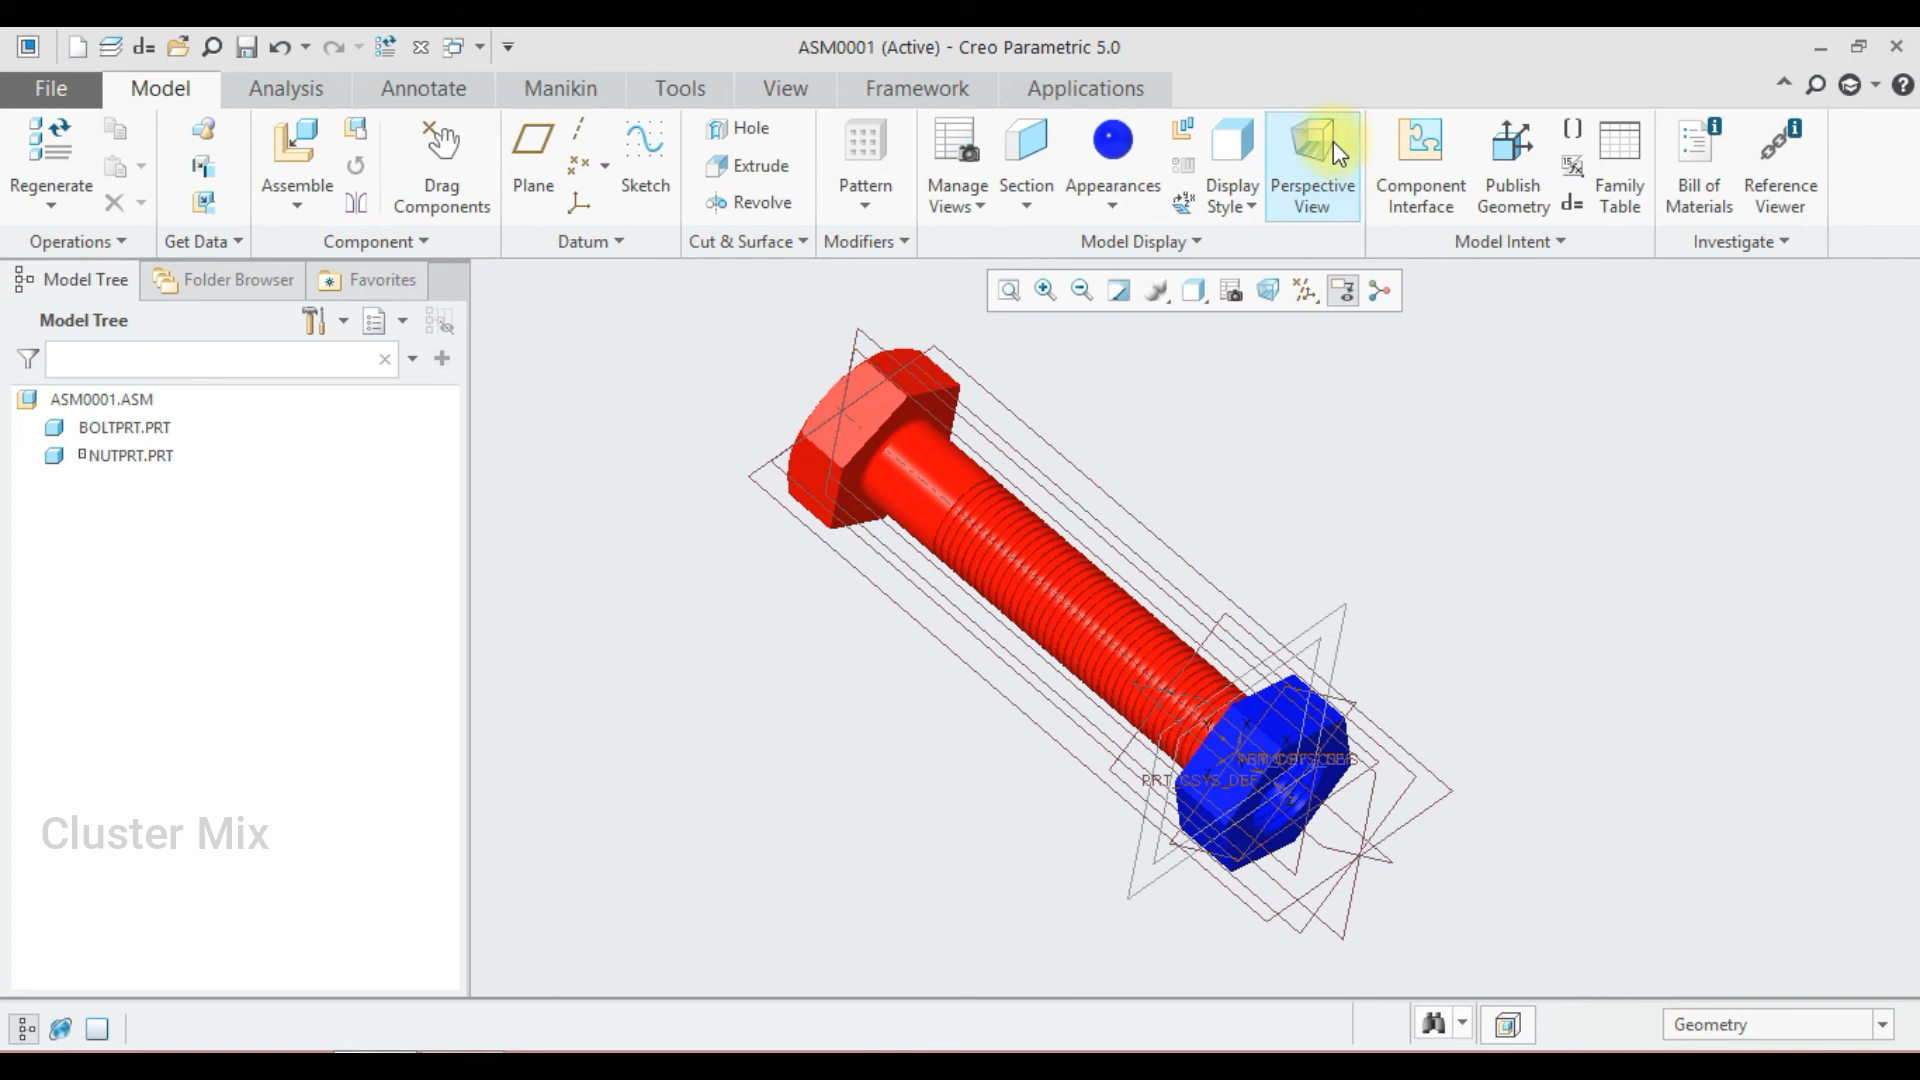 ASM0001 (Active) - Creo Parametric 5.0
File Model Analysis Annotate Manikin Tools View Framework Applications
Regenerate
Assemble
Drag Components
Plane
Sketch
Hole
Extrude
Revolve
Pattern
Manage Views
Section
Appearances
Display Style
Perspective View
Component Interface
Publish Geometry
d=
Family Table
Bill of Materials
Reference Viewer
Operations Get Data Component Datum Cut & Surface Modifiers Model Display Model Intent Investigate
Model Tree Folder Browser Favorites
Model Tree
ASM0001.ASM
BOLTPRT.PRT
NUTPRT.PRT
PRT_CSYS_DEF
Cluster Mix
Geometry